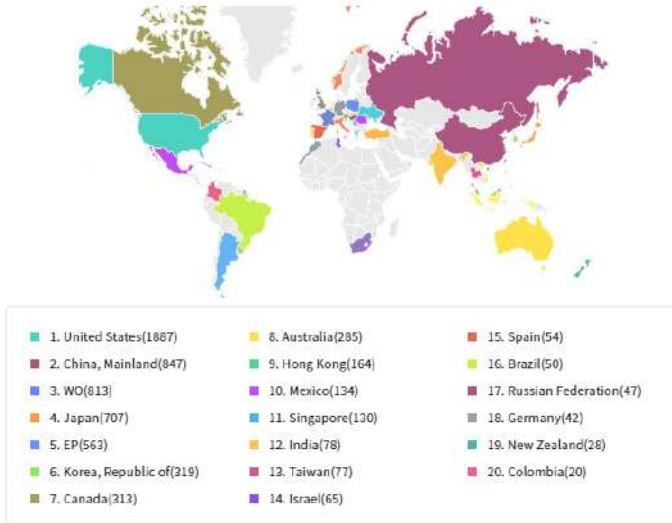 1. United States(1887)
2. China, Mainland(847)
3. WO(813)
4. Japan(707)
5. EP(563)
6. Korea, Republic of(319)
7. Canada(313)
8. Australia(285)
9. Hong Kong(164)
10. Mexico(134)
11. Singapore(130)
12. India(78)
13. Taiwan(77)
14. Israel(65)
15. Spain(54)
16. Brazil(50)
17. Russian Federation(47)
18. Germany(42)
19. New Zealand(28)
20. Colombia(20)